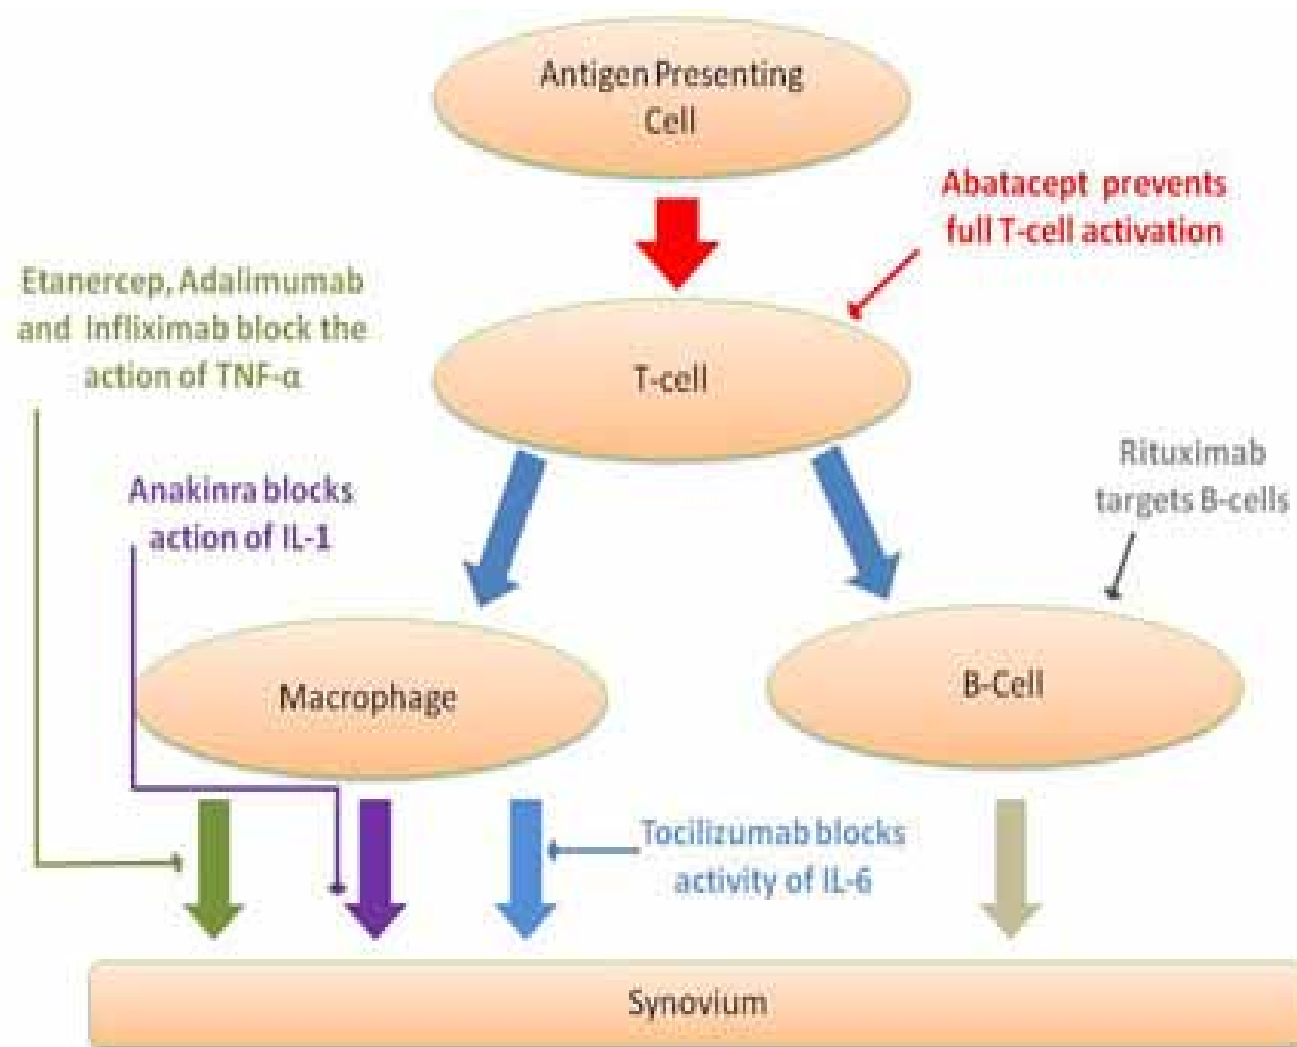 Antigen Presenting
Cell
Abatacept prevents
full T-cell activation
Etanercep, Adalimumab
and Infliximab block the
action of TNF-α
T-cell
Rituximab
targets B-cells
Anakinra blocks
action of IL-1
Macrophage
B-Cell
Tocilizumab blocks
activity of IL-6
Synovium